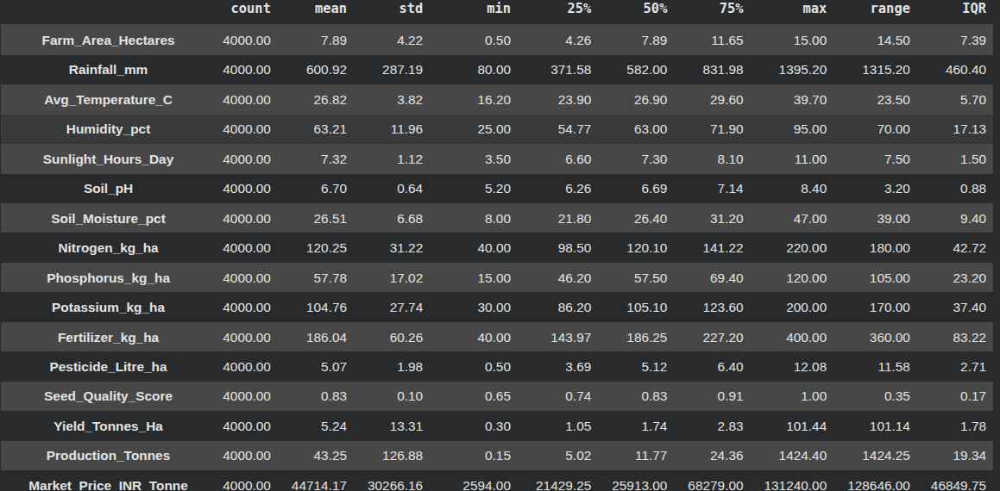 count mean std min 25% 50% 75% max range IQR
Farm_Area_Hectares 4000.00 7.89 4.22 0.50 4.26 7.89 11.65 15.00 14.50 7.39
Rainfall_mm 4000.00 600.92 287.19 80.00 371.58 582.00 831.98 1395.20 1315.20 460.40
Avg_Temperature_C 4000.00 26.82 3.82 16.20 23.90 26.90 29.60 39.70 23.50 5.70
Humidity_pct 4000.00 63.21 11.96 25.00 54.77 63.00 71.90 95.00 70.00 17.13
Sunlight_Hours_Day 4000.00 7.32 1.12 3.50 6.60 7.30 8.10 11.00 7.50 1.50
Soil_pH 4000.00 6.70 0.64 5.20 6.26 6.69 7.14 8.40 3.20 0.88
Soil_Moisture_pct 4000.00 26.51 6.68 8.00 21.80 26.40 31.20 47.00 39.00 9.40
Nitrogen_kg_ha 4000.00 120.25 31.22 40.00 98.50 120.10 141.22 220.00 180.00 42.72
Phosphorus_kg_ha 4000.00 57.78 17.02 15.00 46.20 57.50 69.40 120.00 105.00 23.20
Potassium_kg_ha 4000.00 104.76 27.74 30.00 86.20 105.10 123.60 200.00 170.00 37.40
Fertilizer_kg_ha 4000.00 186.04 60.26 40.00 143.97 186.25 227.20 400.00 360.00 83.22
Pesticide_Litre_ha 4000.00 5.07 1.98 0.50 3.69 5.12 6.40 12.08 11.58 2.71
Seed_Quality_Score 4000.00 0.83 0.10 0.65 0.74 0.83 0.91 1.00 0.35 0.17
Yield_Tonnes_Ha 4000.00 5.24 13.31 0.30 1.05 1.74 2.83 101.44 101.14 1.78
Production_Tonnes 4000.00 43.25 126.88 0.15 5.02 11.77 24.36 1424.40 1424.25 19.34
Market_Price_INR_Tonne 4000.00 44714.17 30266.16 2594.00 21429.25 25913.00 68279.00 131240.00 128646.00 46849.75